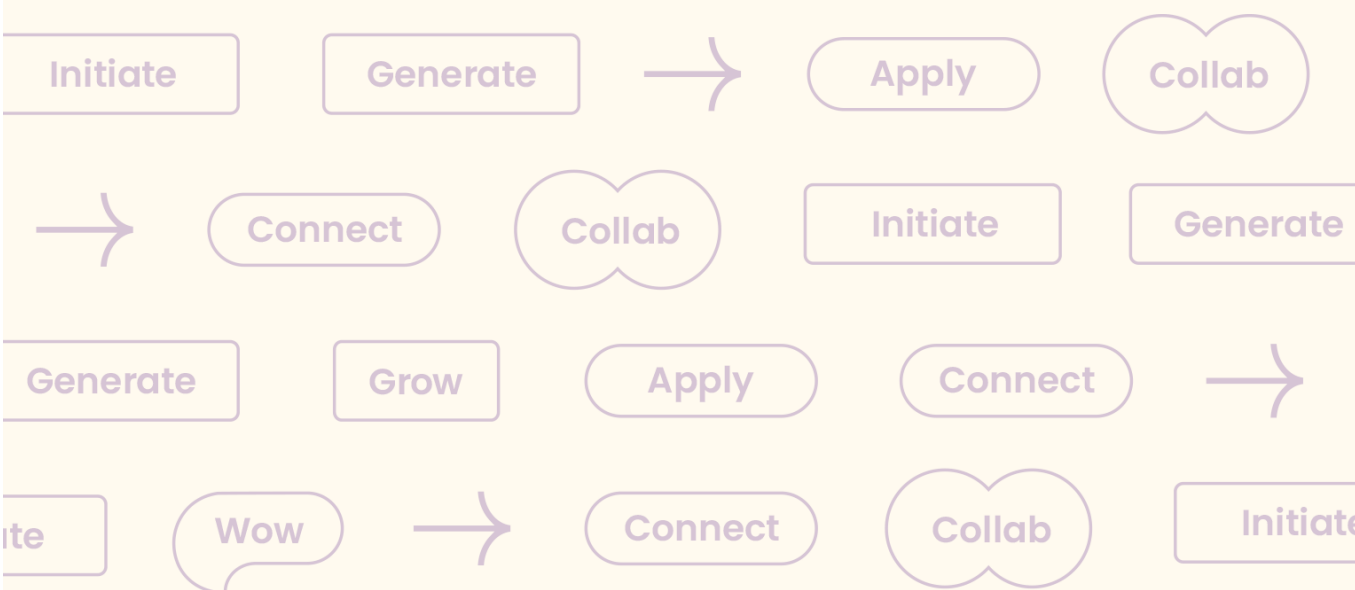 Initiate Generate Apply Collab
Connect Collab Initiate Generate
Generate Grow Apply Connect
Wow Connect Collab Initiate